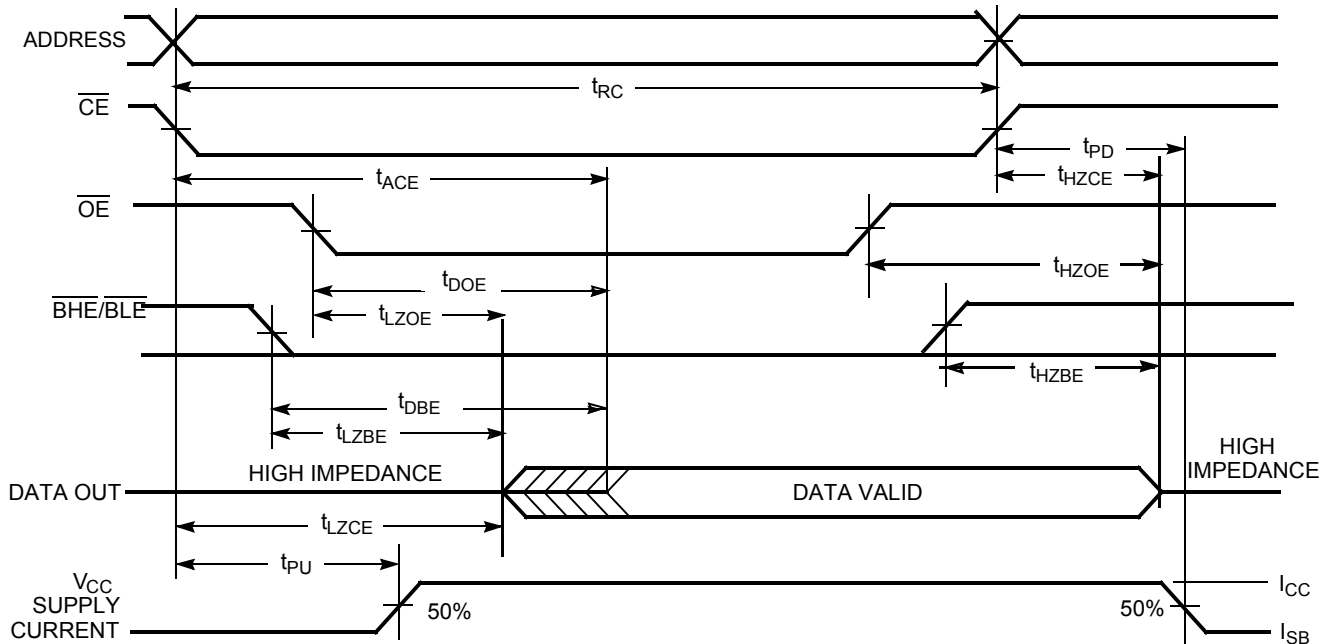 ADDRESS
tRC
CE
tPD
tACE
tHZCE
OE
tHZOE
tDOE
BHE/BLE
tLZOE
tHZBE
tDBE
tLZBE
HIGH IMPEDANCE
HIGH
IMPEDANCE
DATA OUT
DATA VALID
tLZCE
tPU
VCC
SUPPLY
CURRENT
50%
50%
ICC
ISB